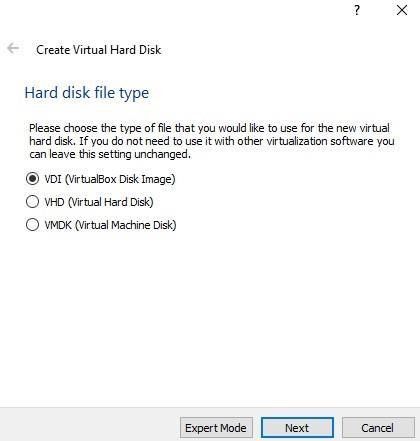 ?
Create Virtual Hard Disk
Hard disk file type
Please choose the type of file that you would like to use for the new virtual
hard disk. If you do not need to use it with other virtualization software you
can leave this setting unchanged.
VDI (VirtualBox Disk Image)
VHD (Virtual Hard Disk)
VMDK (Virtual Machine Disk)
Expert Mode Next Cancel